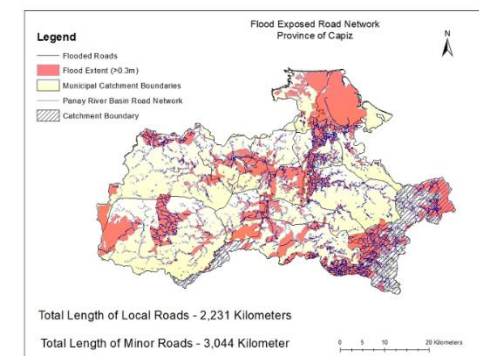 Flood Exposed Road Network
Province of Capiz
N
Legend
Flooded Roads
Flood Extent (>0.3m)
Municipal Catchment Boundaries
Panay River Basin Road Network
Catchment Boundary
Total Length of Local Roads - 2,231 Kilometers
Total Length of Minor Roads - 3,044 Kilometer
0 5 10 20 Kilometers